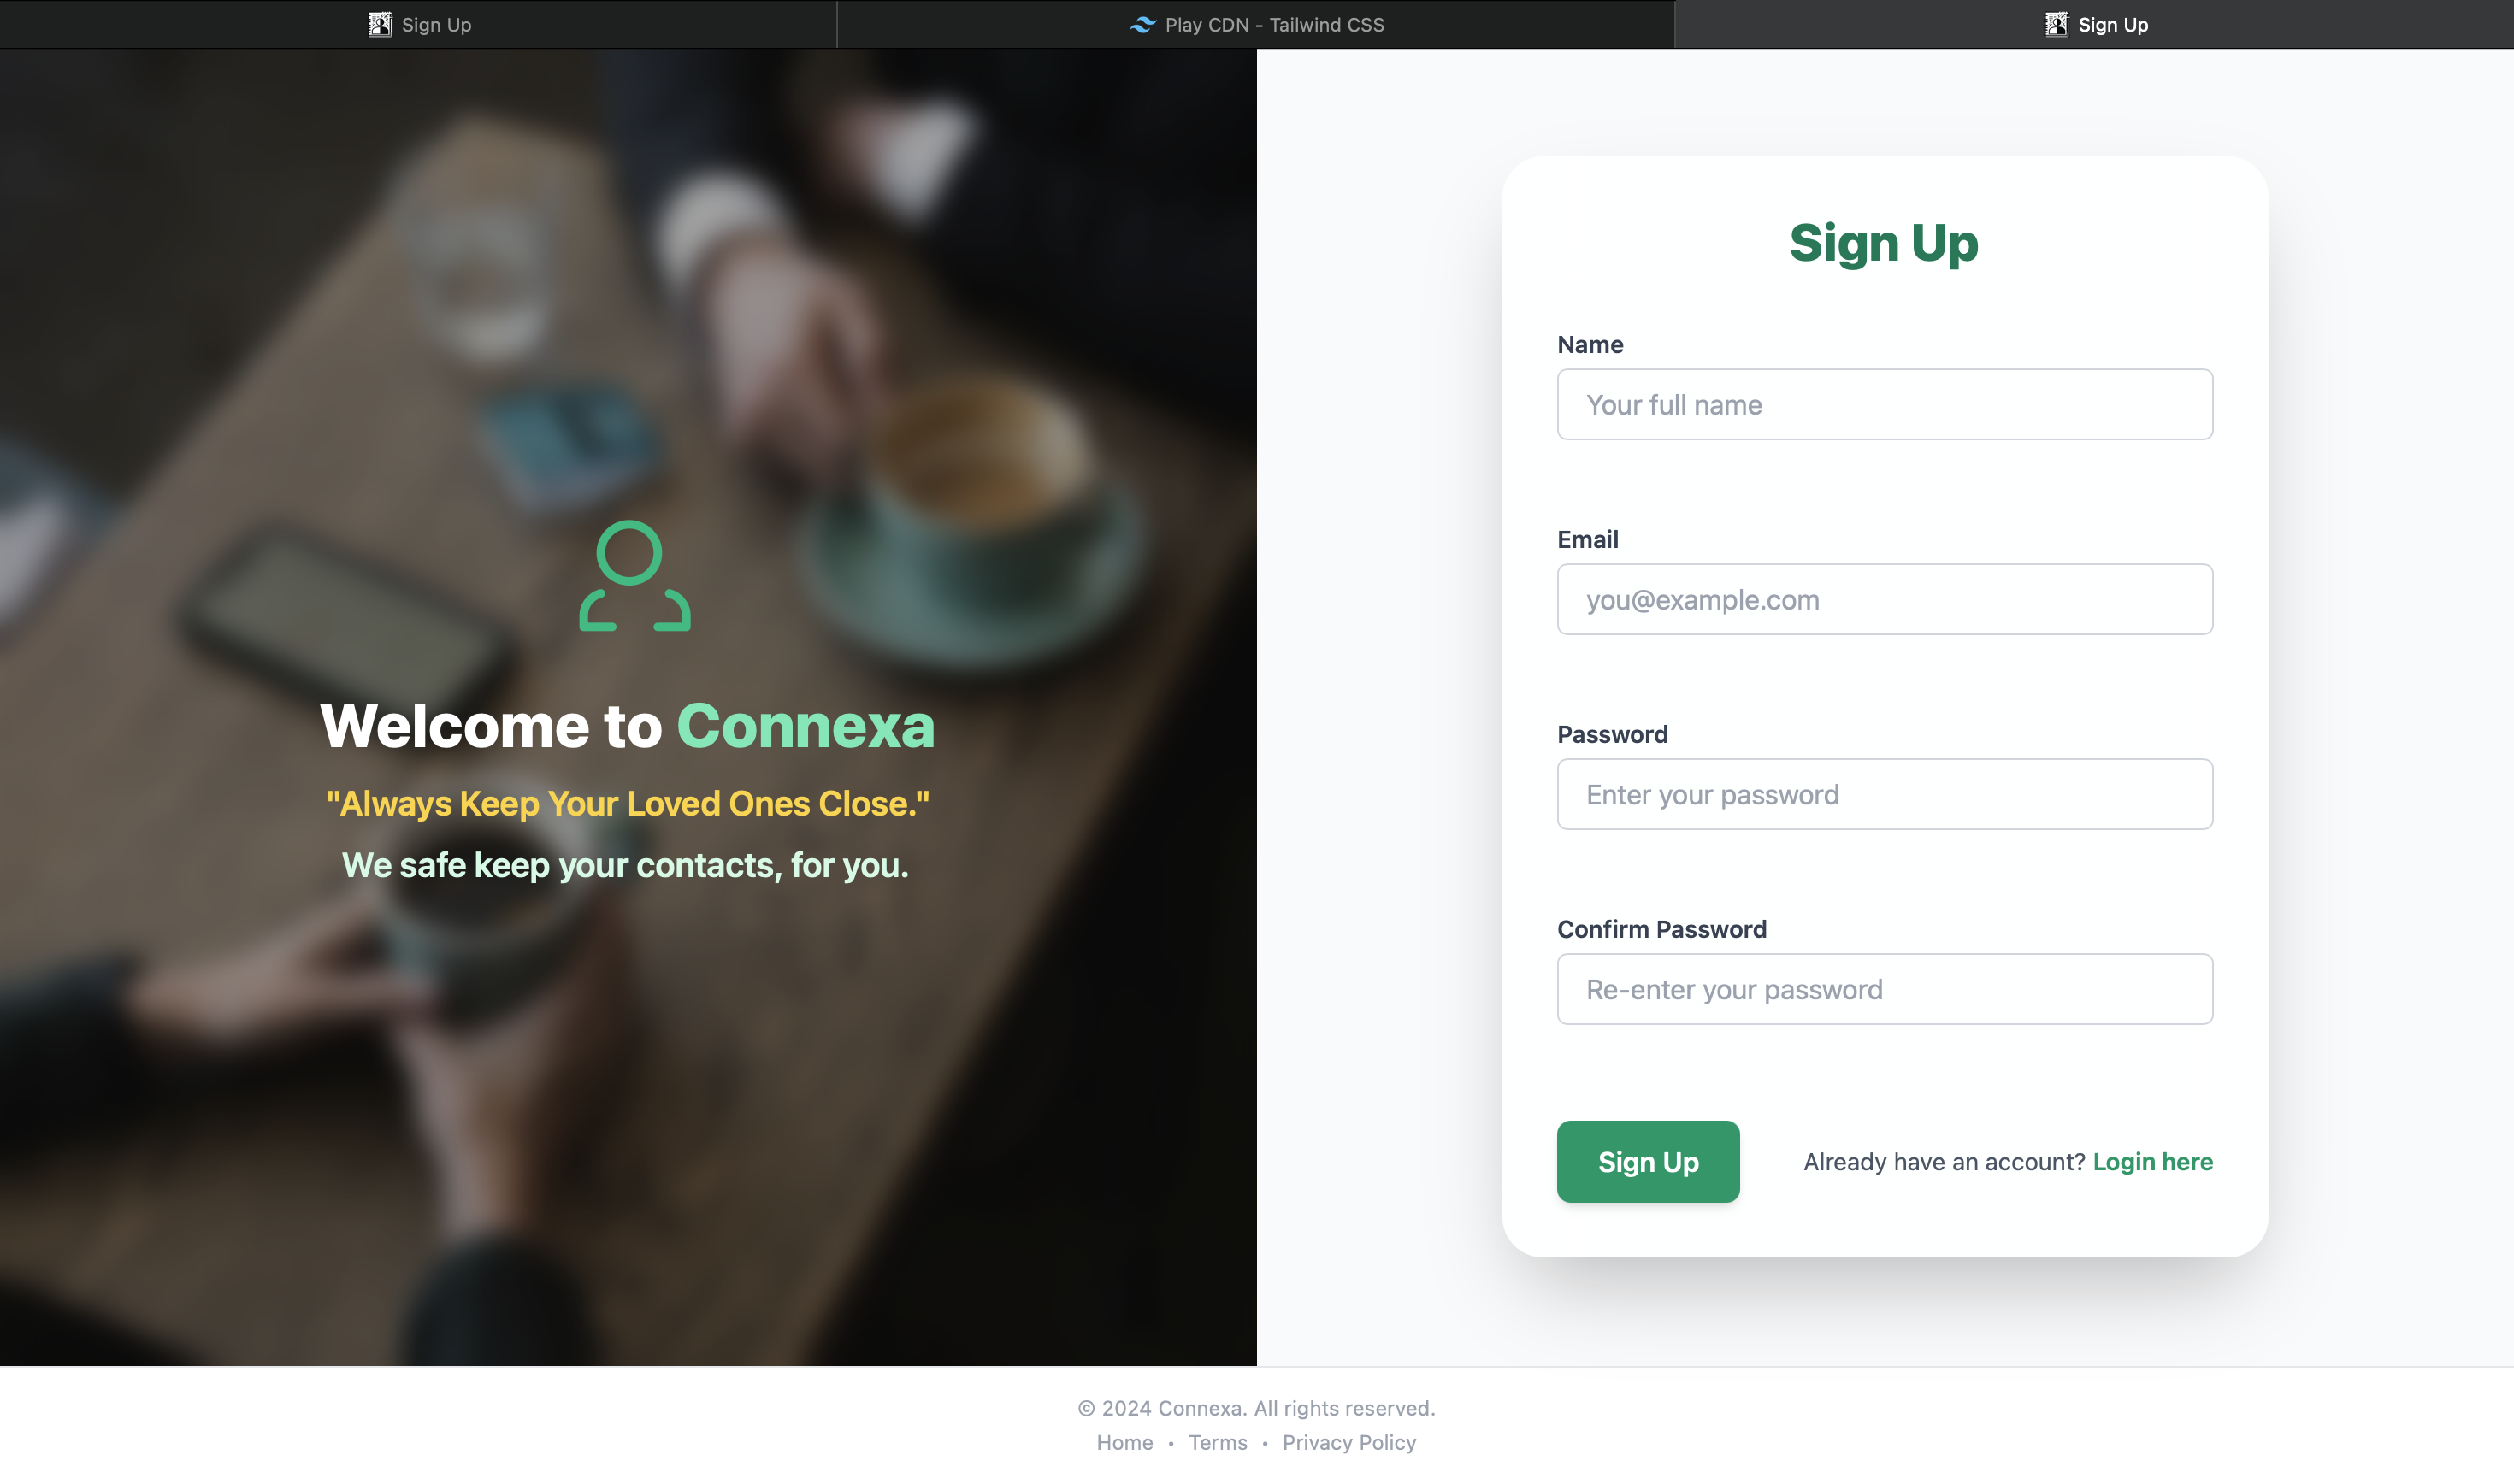 Sign Up
Play CDN - Tailwind CSS
Sign Up
Welcome to Connexa
"Always Keep Your Loved Ones Close."
We safe keep your contacts, for you.
Sign Up
Name
Your full name
Email
you@example.com
Password
Enter your password
Confirm Password
Re-enter your password
Sign Up
Already have an account? Login here
© 2024 Connexa. All rights reserved.
Home • Terms • Privacy Policy